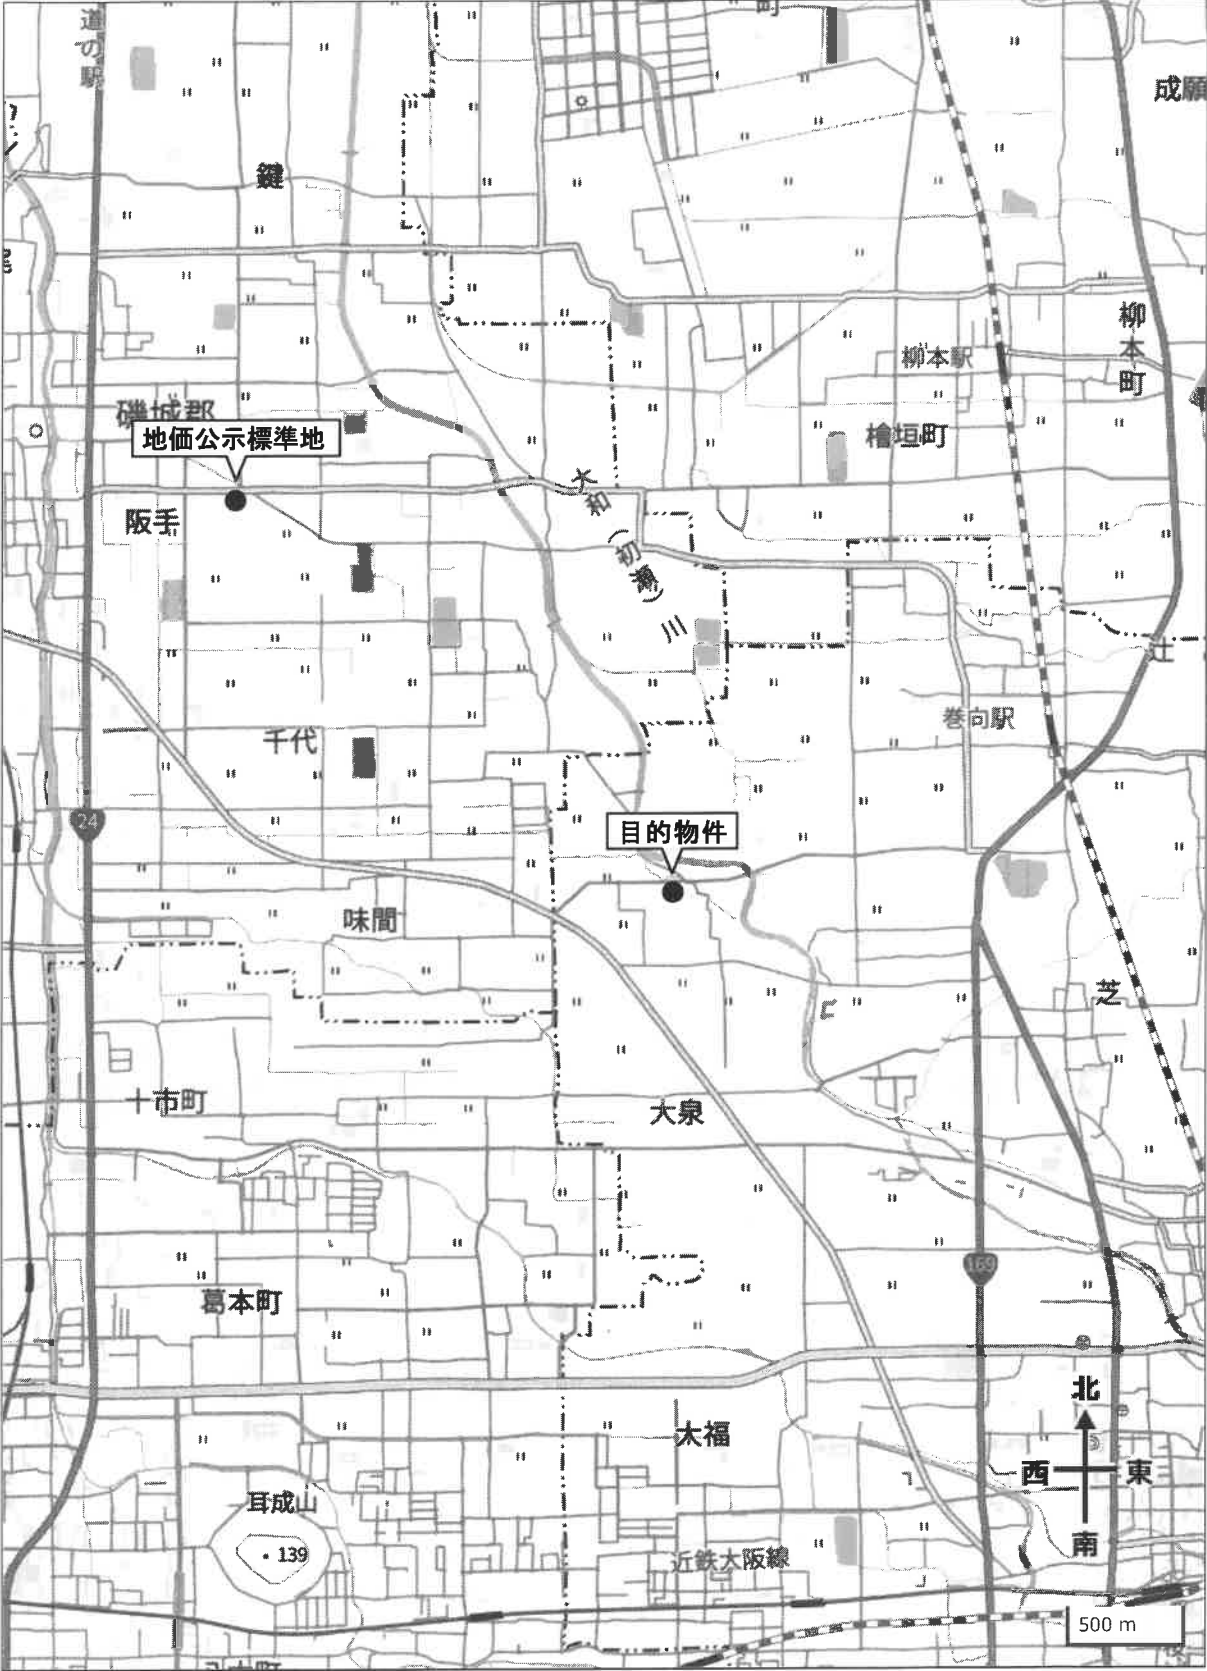 道の駅
町
成願
鍵
柳本町
柳本駅
磯城郡
地価公示標準地
檜垣町
阪手
大和（初瀬）川
辻
巻向駅
千代
24
目的物件
味間
芝
十市町
大泉
169
葛本町
北
太福
西
東
耳成山
南
139
近鉄大阪線
500 m